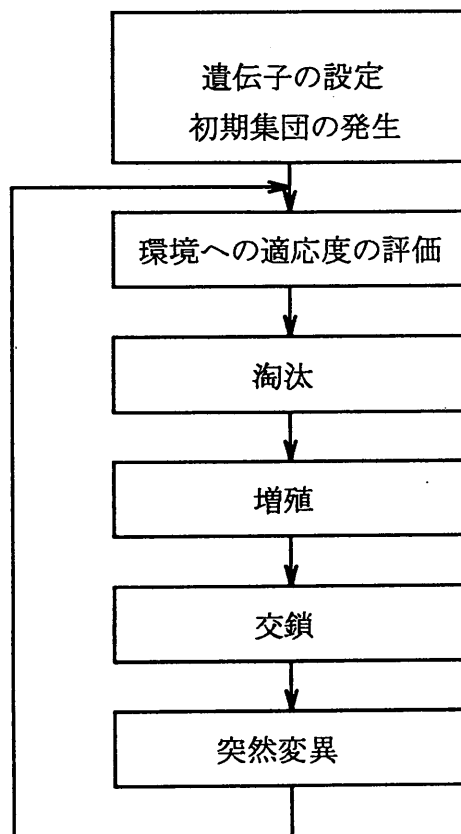 遺伝子の設定
初期集団の発生
環境への適応度の評価
淘汰
増殖
交鎖
突然変異